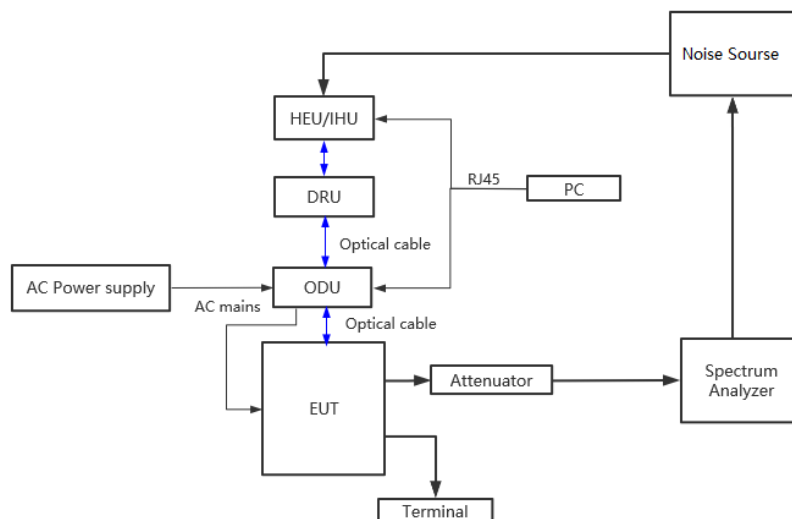 Noise Sourse
HEU/IHU
RJ45
PC
DRU
Optical cable
AC Power supply
ODU
AC mains
Optical cable
EUT
Attenuator
Spectrum
Analyzer
Terminal